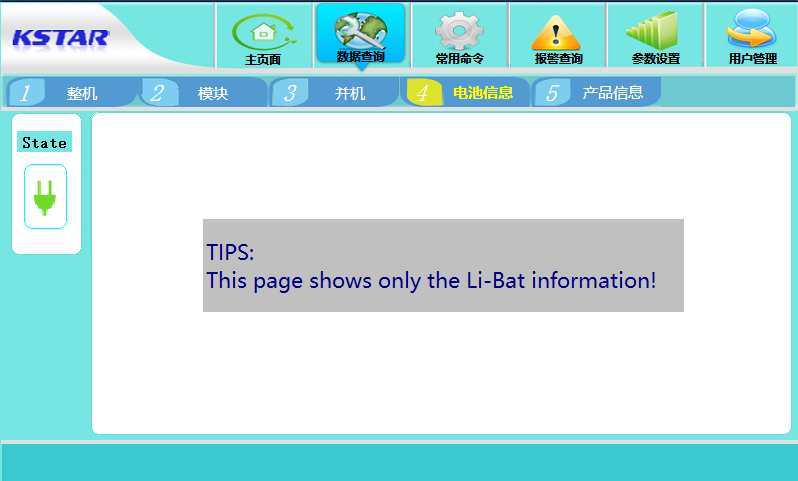 KSTAR
主页面
数据查询
常用命令
报警查询
参数设置
用户管理
1 整机
2 模块
3 并机
4 电池信息
5 产品信息
State
TIPS:
This page shows only the Li-Bat information!